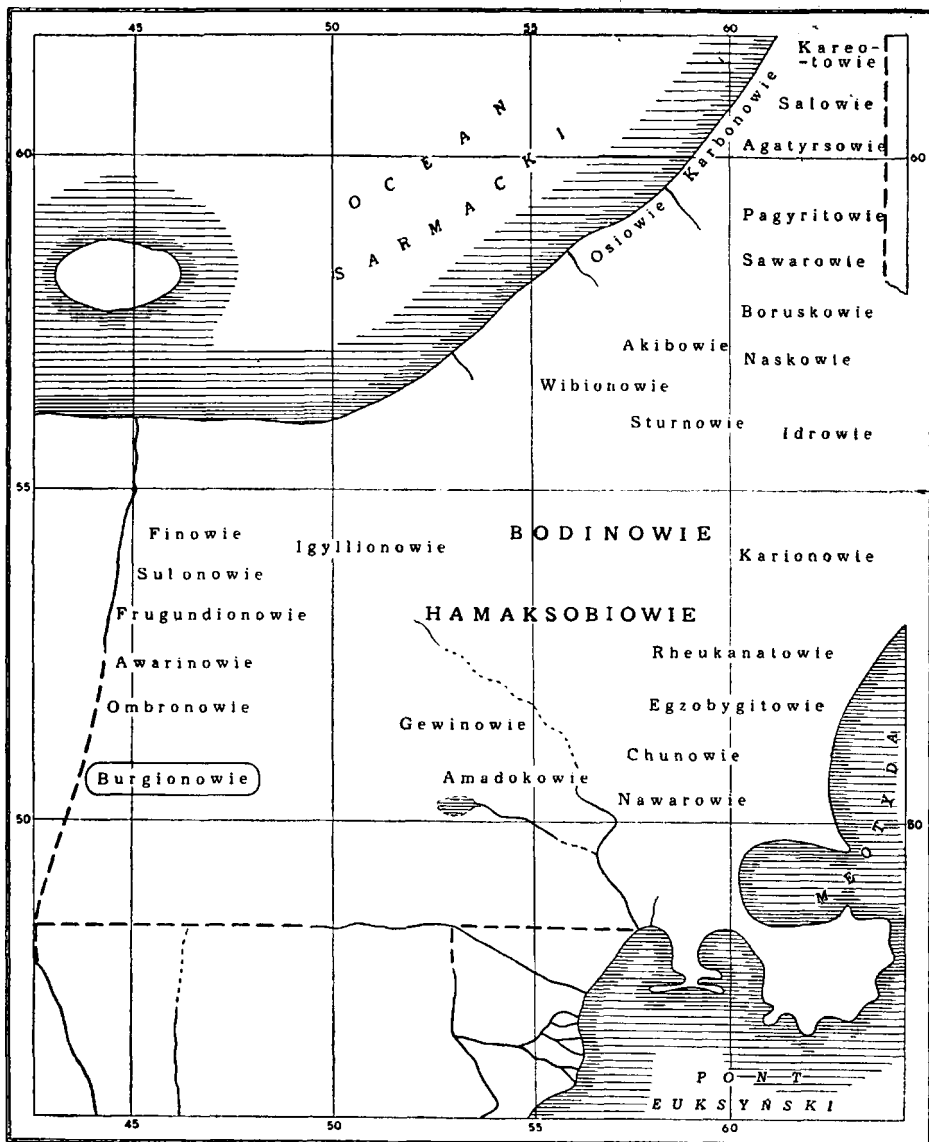 45 50 55 60
Kareo-
-towie
Salowie
Karbonowie
OCEAN
SARMACKI
60 Agatyrsowie 60
Pagyritowie
Osiowie
Sawarowie
Boruskowie
Akibowie
Naskowie
Wibionowie
Sturnowie
Idrowie
55
Finowie
BODINOWIE
Igyllionowie
Karionowie
Sulonowie
Frugundionowie
HAMAKSOBIOWIE
Rheukanatowie
Awarinowie
Ombronowie
Egzobygitowie
Gewinowie
Chunowie
MEOTYDA
Burgionowie
Amadokowie
Nawarowie
50 50
PONT
EUKSYŃSKI
45 50 55 60